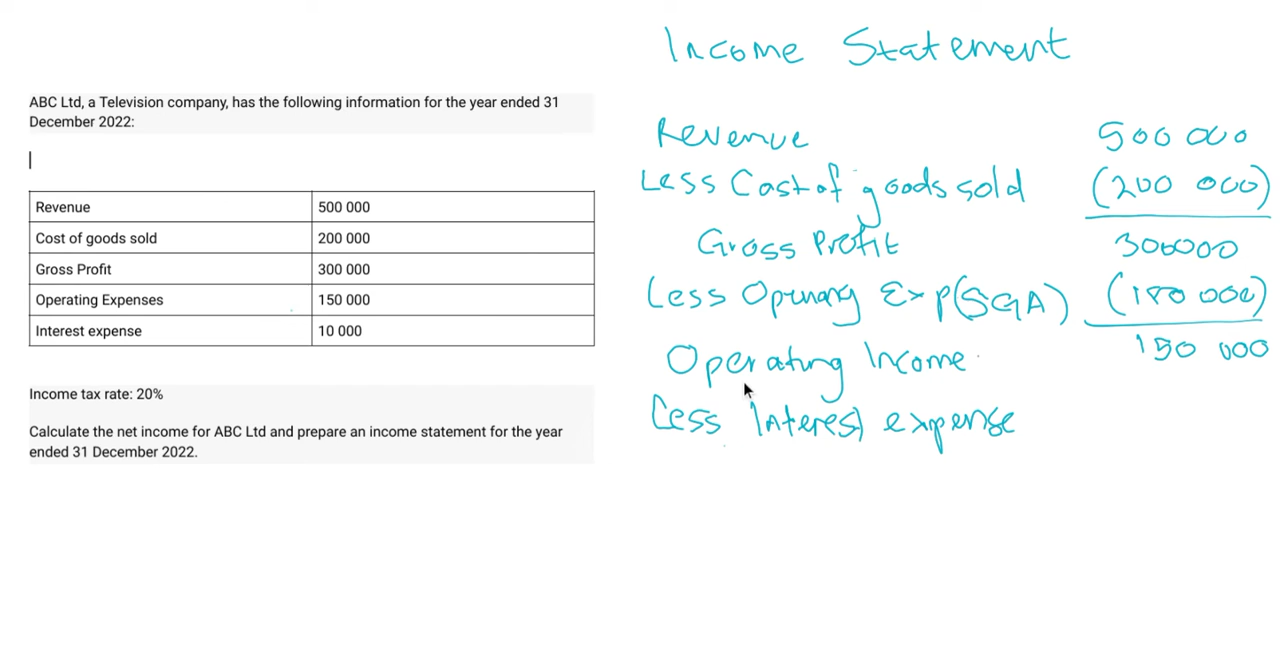 ABC Ltd, a Television company, has the following information for the year ended 31
December 2022:
Revenue 500 000
Cost of goods sold 200 000
Gross Profit 300 000
Operating Expenses 150 000
Interest expense 10 000
Income tax rate: 20%
Calculate the net income for ABC Ltd and prepare an income statement for the year
ended 31 December 2022.
Income Statement
Revenue 500 000
Less Cost of goods sold (200 000)
Gross Profit 300000
Less Exp(SGA)
Operating Income 150 000
Less Interest expense